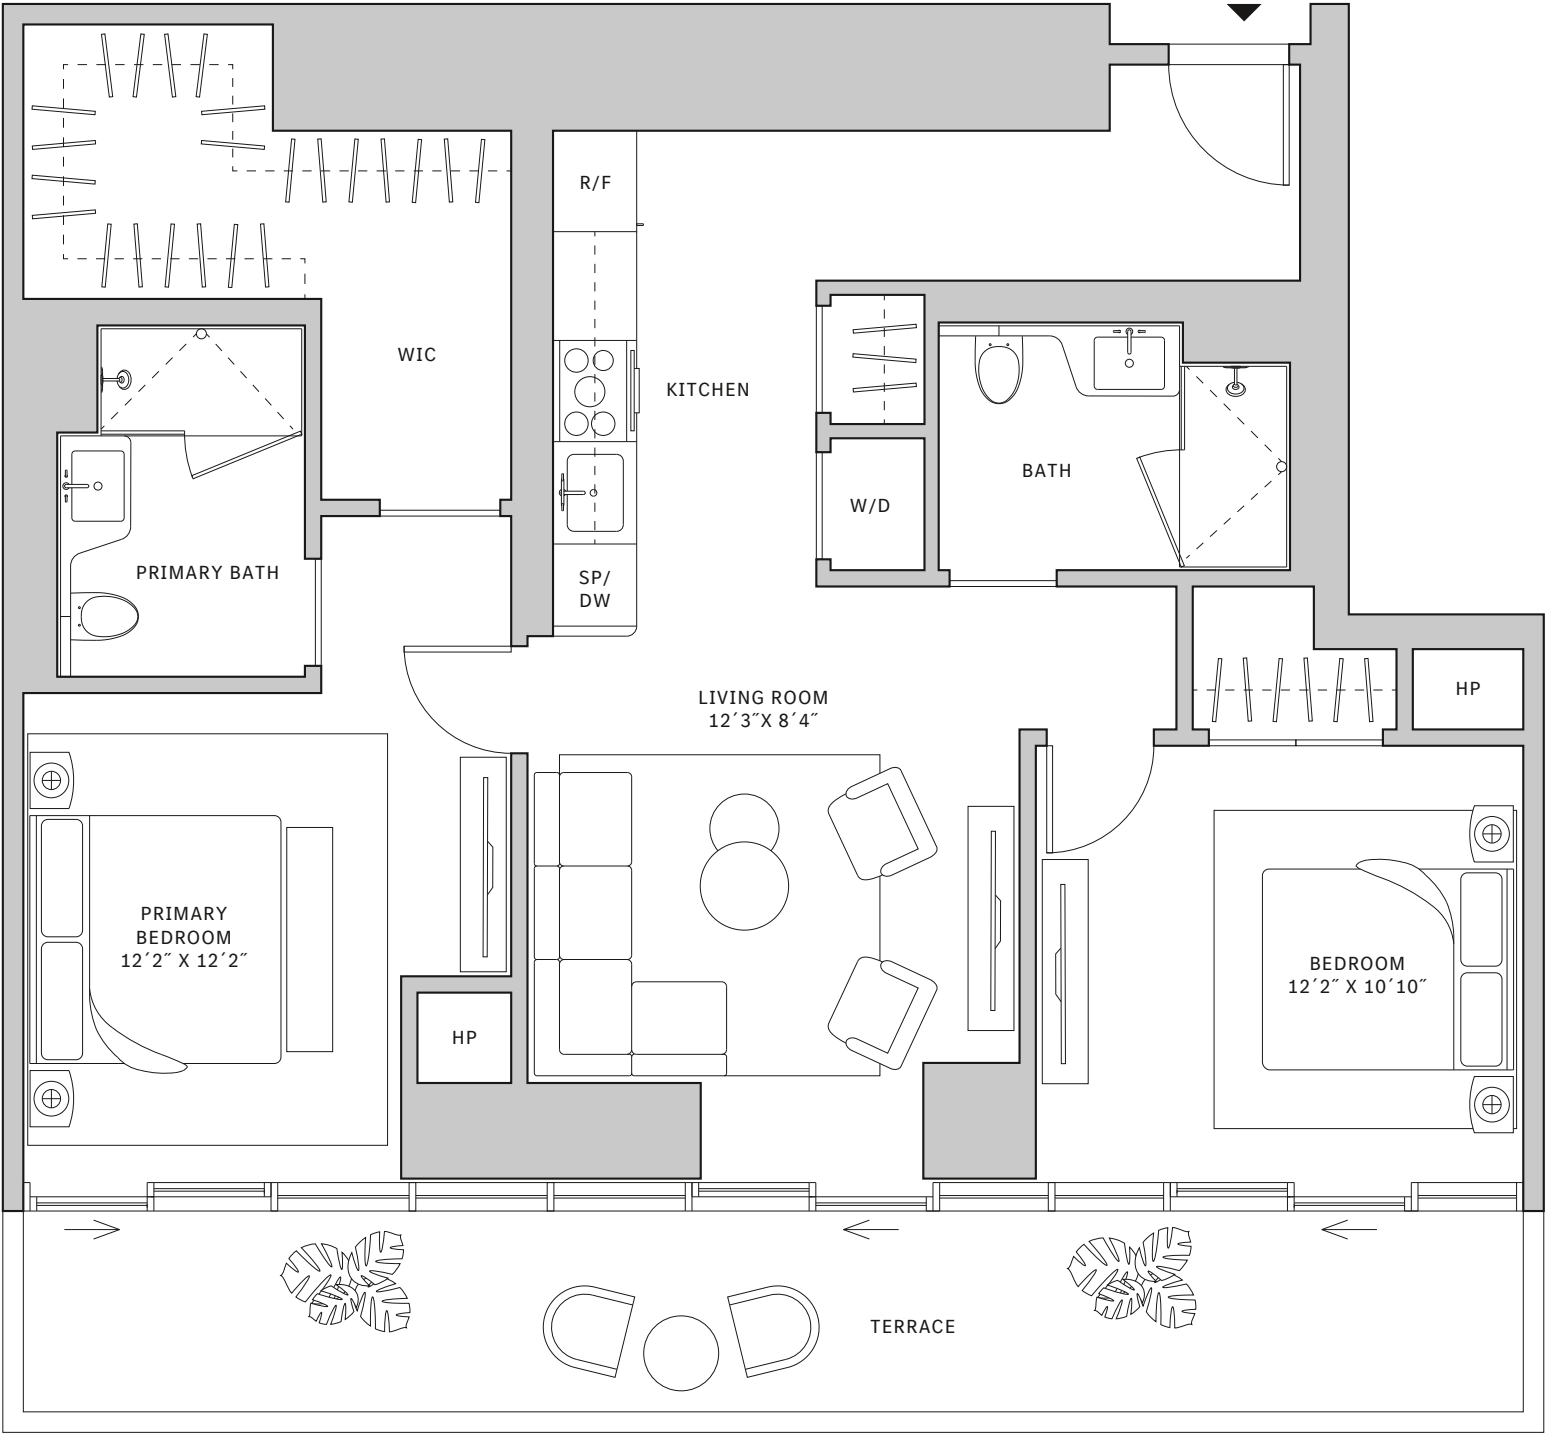 R/F
WIC
KITCHEN
BATH
W/D
PRIMARY BATH
SP/
DW
LIVING ROOM
12´3˝X 8´4˝
HP
PRIMARY
BEDROOM
12´2˝ X 12´2˝
BEDROOM
12´2˝ X 10´10˝
HP
TERRACE